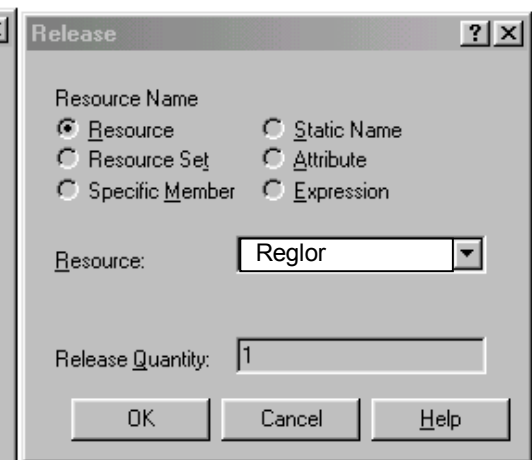 Release
Resource Name
Resource
Static Name
Resource Set
Attribute
Specific Member
Expression
Resource:
Reglor
Release Quantity:
1
OK
Cancel
Help